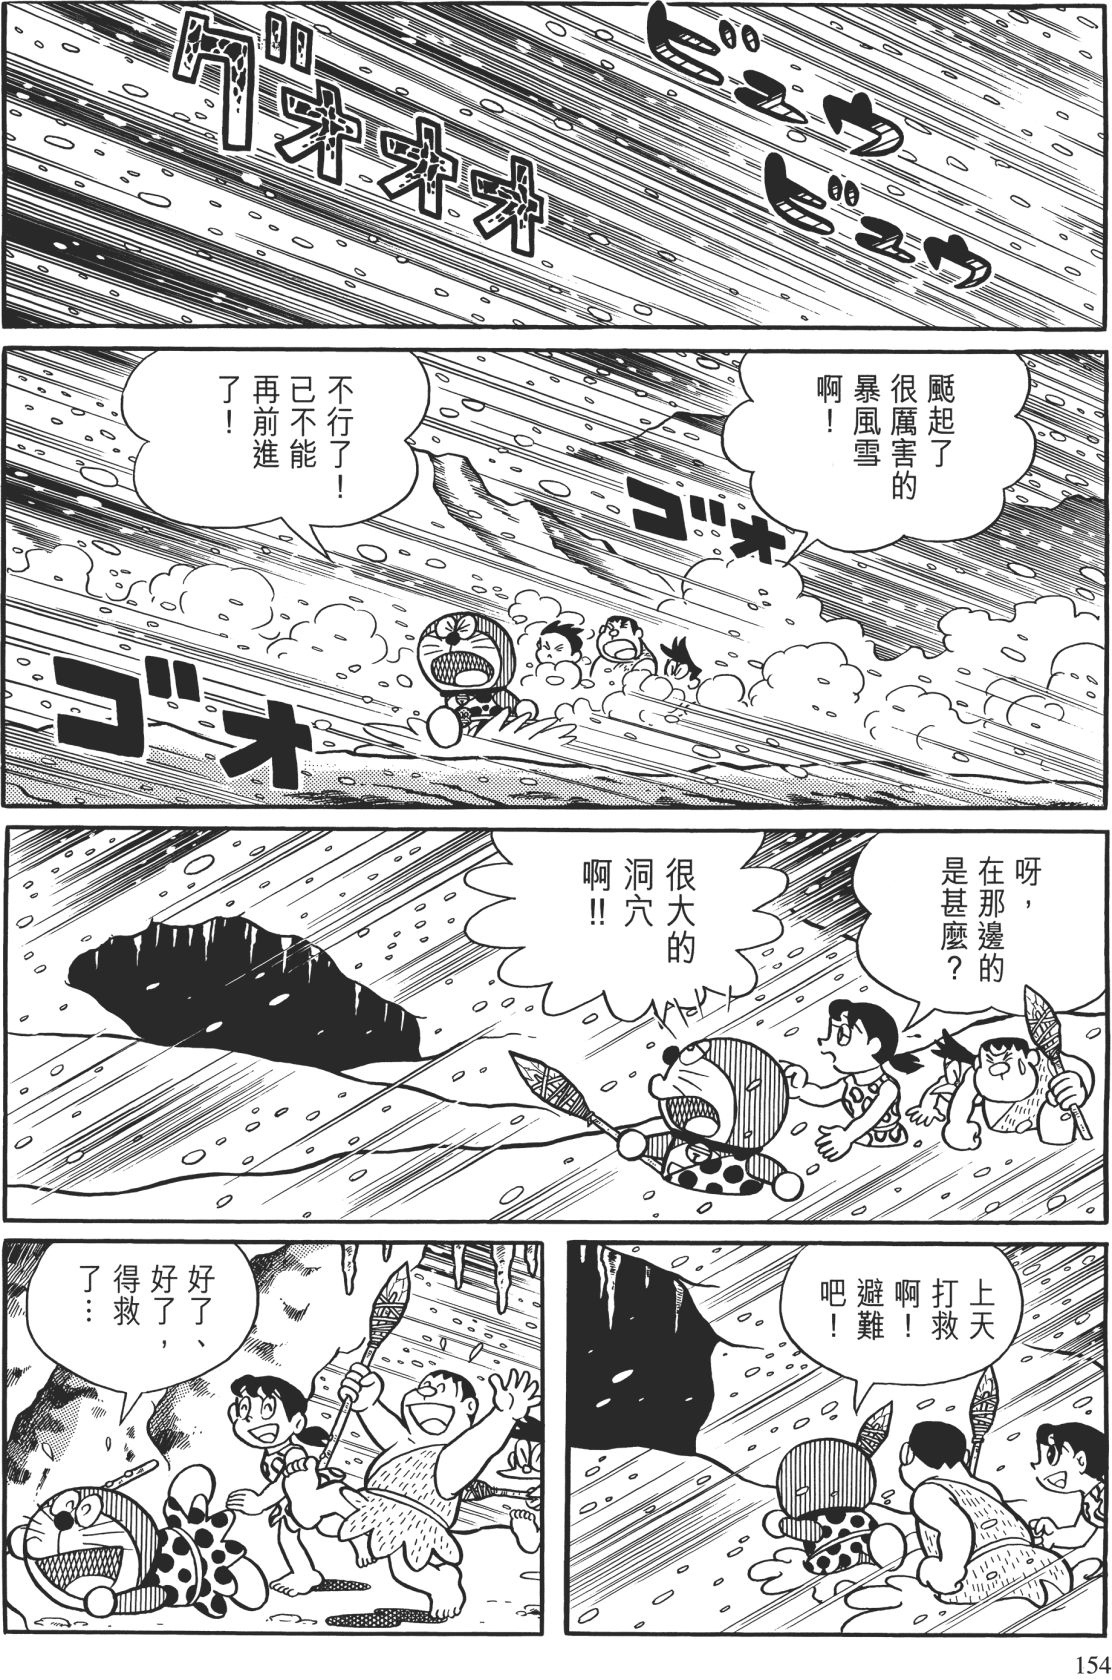 ビュウ
ビュウ
グオオオ
颳起了
很厲害的
暴風雪
啊！
不行了！
已不能
再前進
了！
ゴオ
ゴオ
呀，
在那邊的
是甚麼？
很大的
洞穴
啊!!
上天
打救
啊！
避難
吧！
好了、
好了，
得救
了…
154